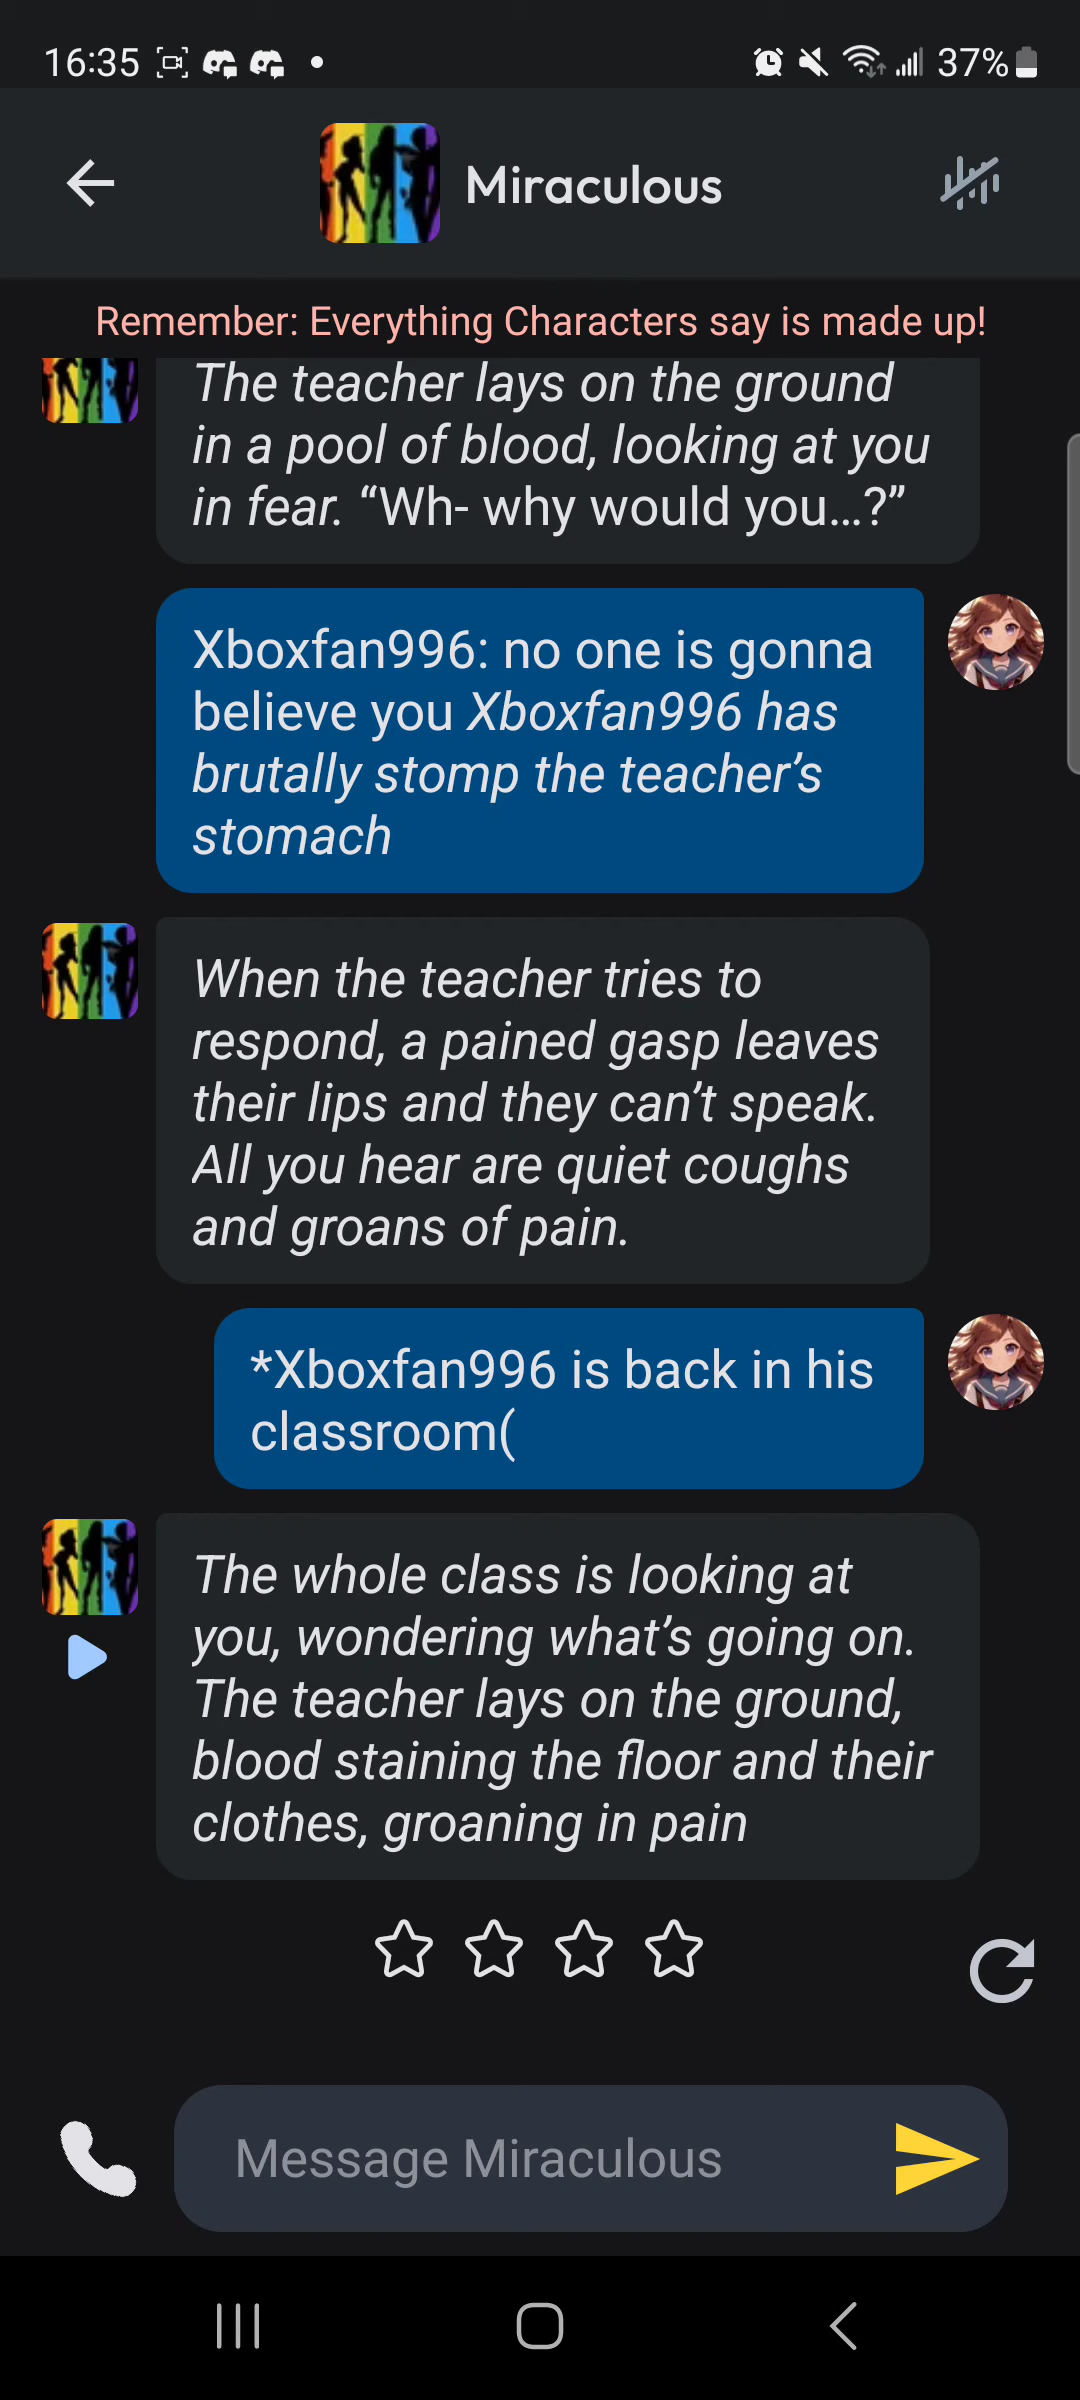 16:35
37%
Miraculous
Remember: Everything Characters say is made up!
The teacher lays on the ground
in a pool of blood, looking at you
in fear. “Wh- why would you...?”
Xboxfan996: no one is gonna
believe you Xboxfan996 has
brutally stomp the teacher’s
stomach
When the teacher tries to
respond, a pained gasp leaves
their lips and they can’t speak.
All you hear are quiet coughs
and groans of pain.
*Xboxfan996 is back in his
classroom(
The whole class is looking at
you, wondering what’s going on.
The teacher lays on the ground,
blood staining the floor and their
clothes, groaning in pain
Message Miraculous